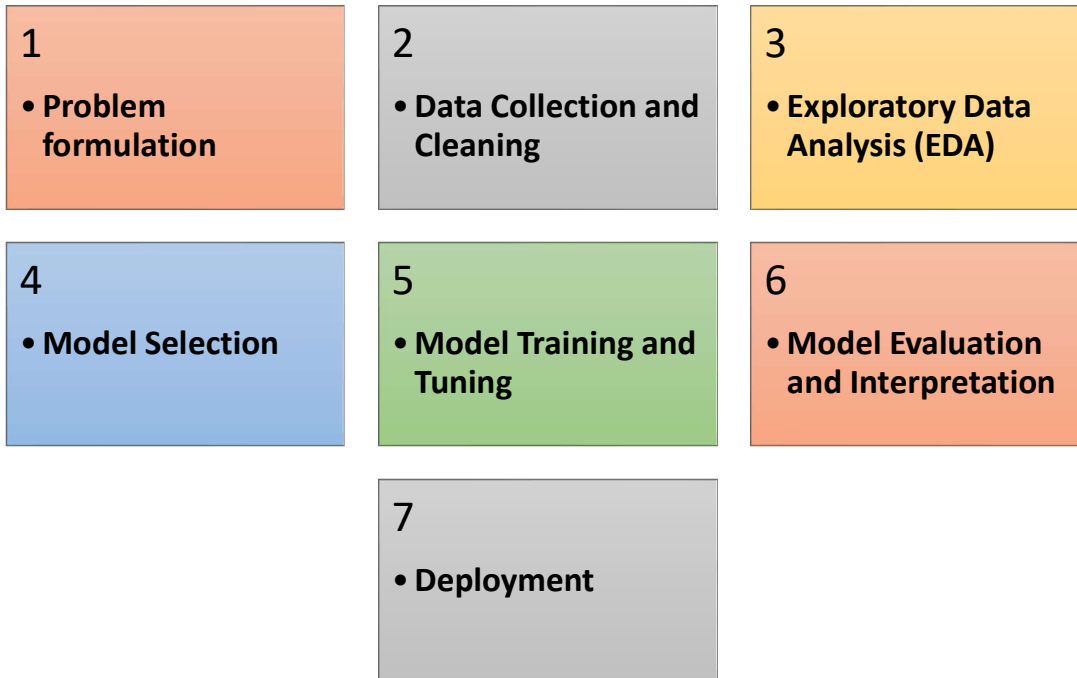 1
• Problem
formulation
2
• Data Collection and
Cleaning
3
• Exploratory Data
Analysis (EDA)
4
• Model Selection
5
• Model Training and
Tuning
6
• Model Evaluation
and Interpretation
7
• Deployment